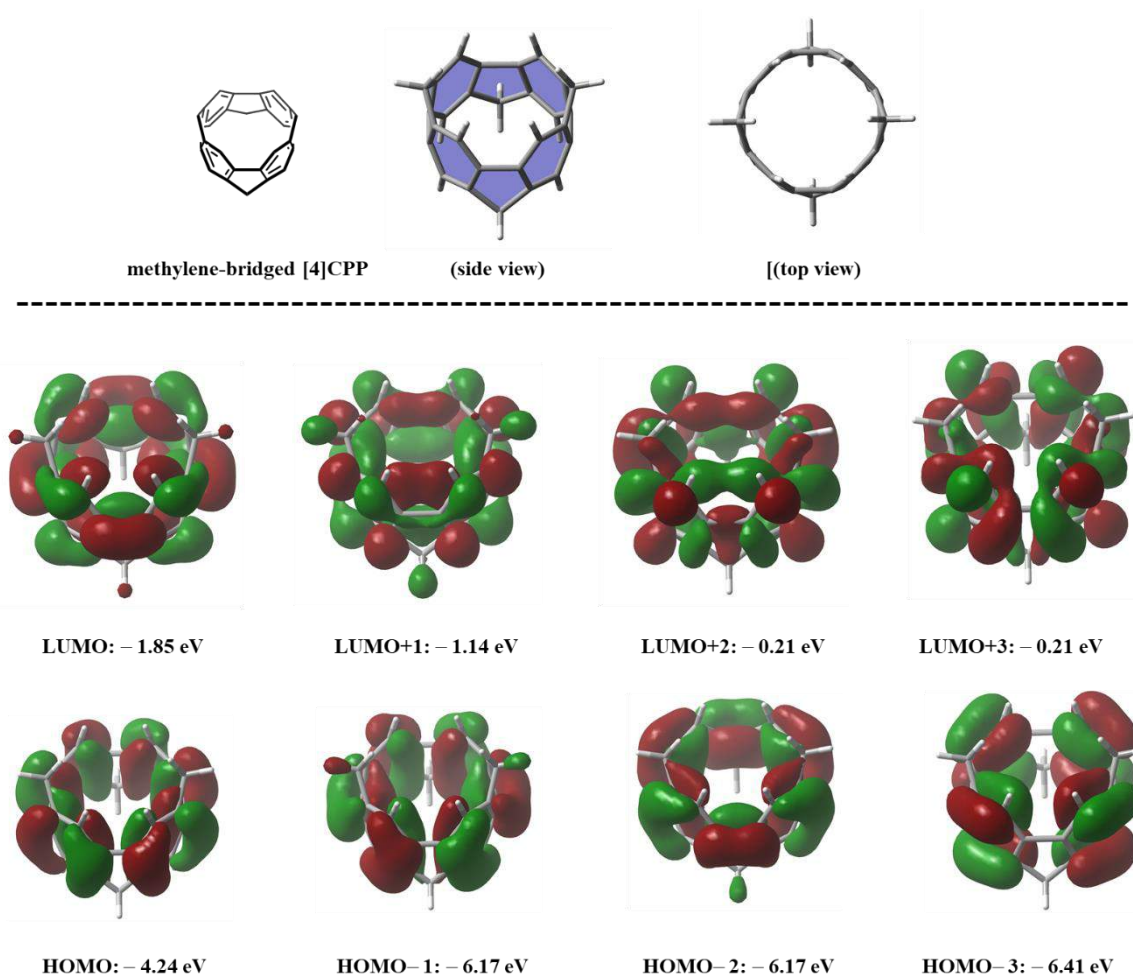 methylene-bridged [4]CPP (side view) [(top view)
LUMO: – 1.85 eV LUMO+1: – 1.14 eV LUMO+2: – 0.21 eV LUMO+3: – 0.21 eV
HOMO: – 4.24 eV HOMO– 1: – 6.17 eV HOMO– 2: – 6.17 eV HOMO– 3: – 6.41 eV